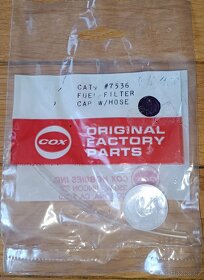 CAT. #7536
FUEL FILTER
CAP W/HOSE
COX
ORIGINAL
FACTORY
PARTS
COX HOBBIES INC.